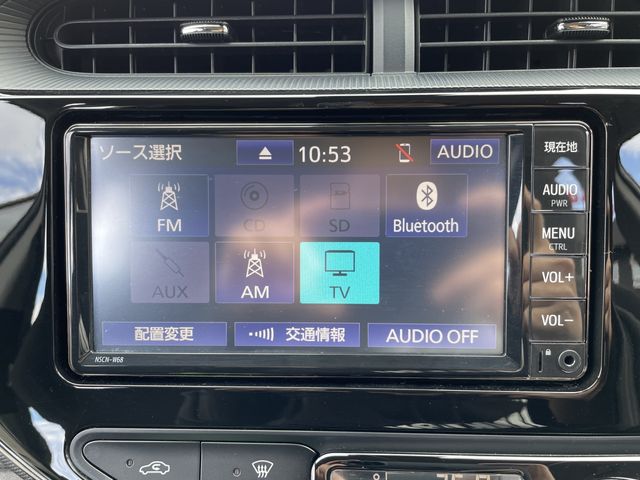 ソース選択 10:53 AUDIO
FM CD SD Bluetooth
AUX AM TV
配置変更 交通情報 AUDIO OFF
NSCN-W68
現在地
AUDIO
PWR
MENU
CTRL
VOL+
VOL-